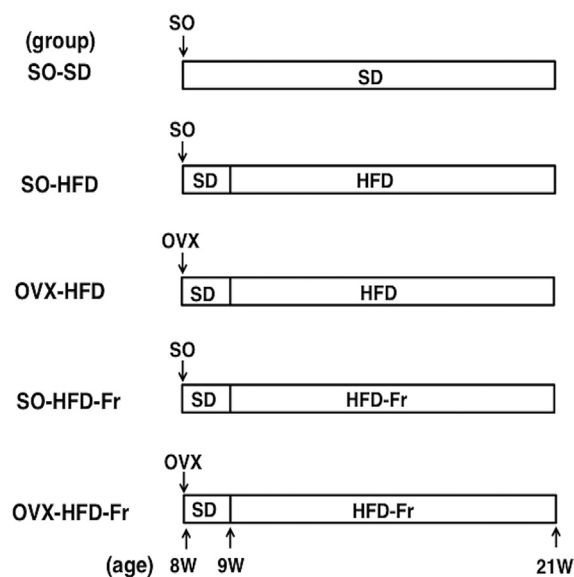 SO
(group)
SO-SD
SD
SO
SO-HFD
SD
HFD
OVX
OVX-HFD
SD
HFD
SO
SO-HFD-Fr
SD
HFD-Fr
OVX
OVX-HFD-Fr
SD
HFD-Fr
(age)
8W
9W
21W